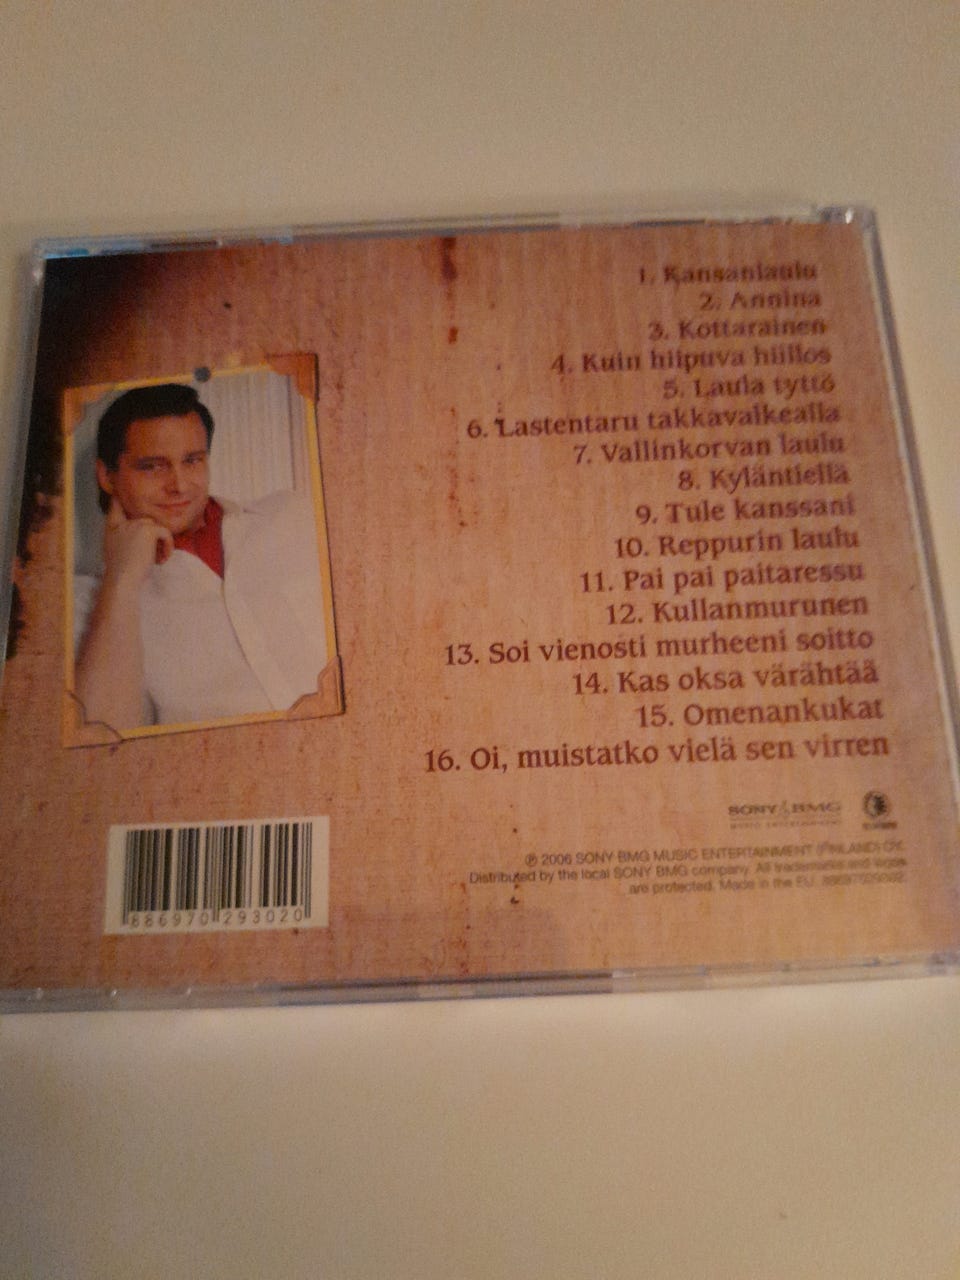 1. Kansanlaulu
2. Annina
3. Kottarainen
4. Kuin hiipuva hiillos
5. Laula tyttö
6. Lastentaru takkavalkealla
7. Vallinkorvan laulu
8. Kyläntiellä
9. Tule kanssani
10. Reppurin laulu
11. Pai pai paitaressu
12. Kullanmurunen
13. Soi vienosti murheeni soitto
14. Kas oksa värähtää
15. Omenankukat
16. Oi, muistatko vielä sen virren
SONY BMG
MUSIC ENTERTAINMENT
℗ 2006 SONY BMG MUSIC ENTERTAINMENT (FINLAND) OY.
Distributed by the local SONY BMG company. All trademarks and logos
are protected. Made in the EU.
886970 293020